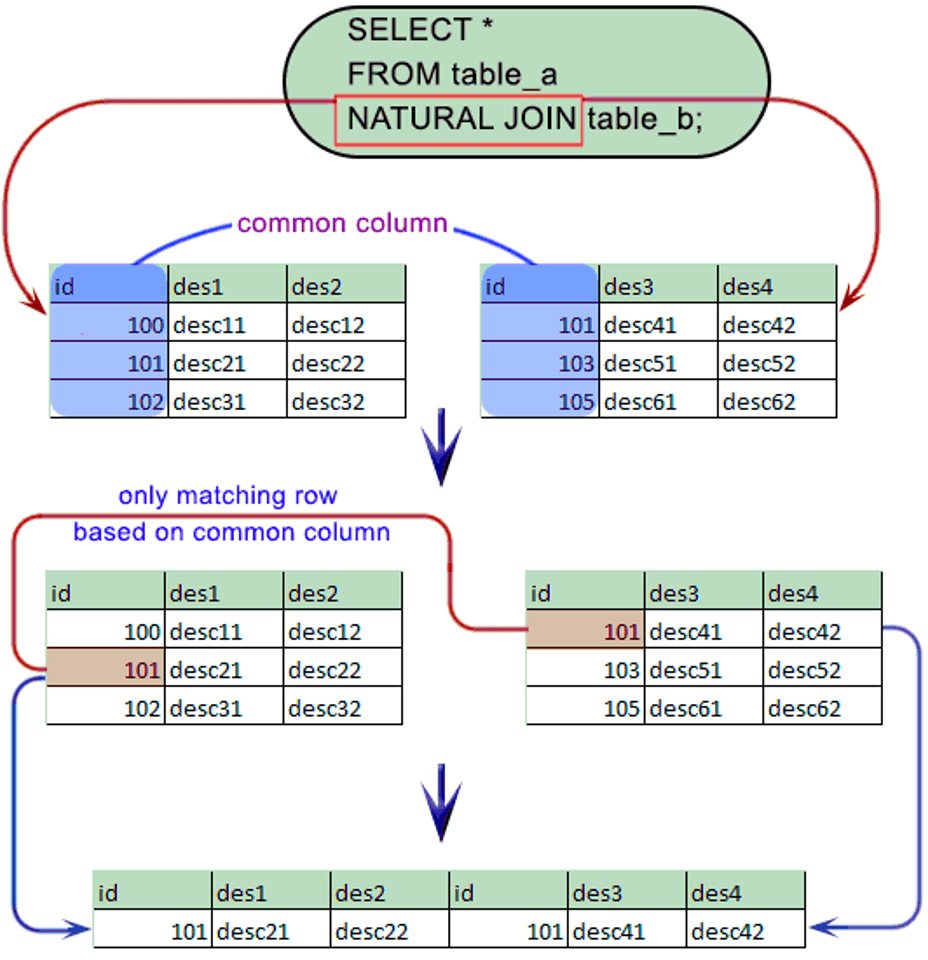 SELECT *
FROM table_a
NATURAL JOIN table_b;
common column
id des1 des2
100 desc11 desc12
101 desc21 desc22
102 desc31 desc32
id des3 des4
101 desc41 desc42
103 desc51 desc52
105 desc61 desc62
only matching row
based on common column
id des1 des2
100 desc11 desc12
101 desc21 desc22
102 desc31 desc32
id des3 des4
101 desc41 desc42
103 desc51 desc52
105 desc61 desc62
id des1 des2 id des3 des4
101 desc21 desc22 101 desc41 desc42